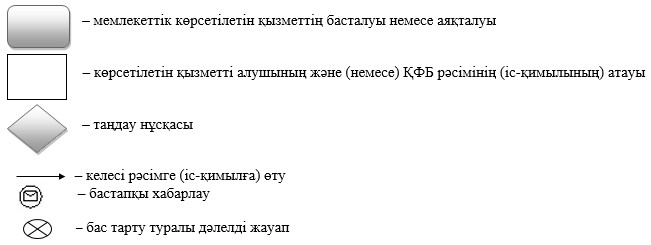 – мемлекеттік көрсетілетін қызметтің басталуы немесе аяқталуы
– көрсетілетін қызметті алушының және (немесе) ҚФБ рәсімінің (іс-қимылының) атауы
– таңдау нұсқасы
– келесі рәсімге (іс-қимылға) өту
– бастапқы хабарлау
– бас тарту туралы дәлелді жауап